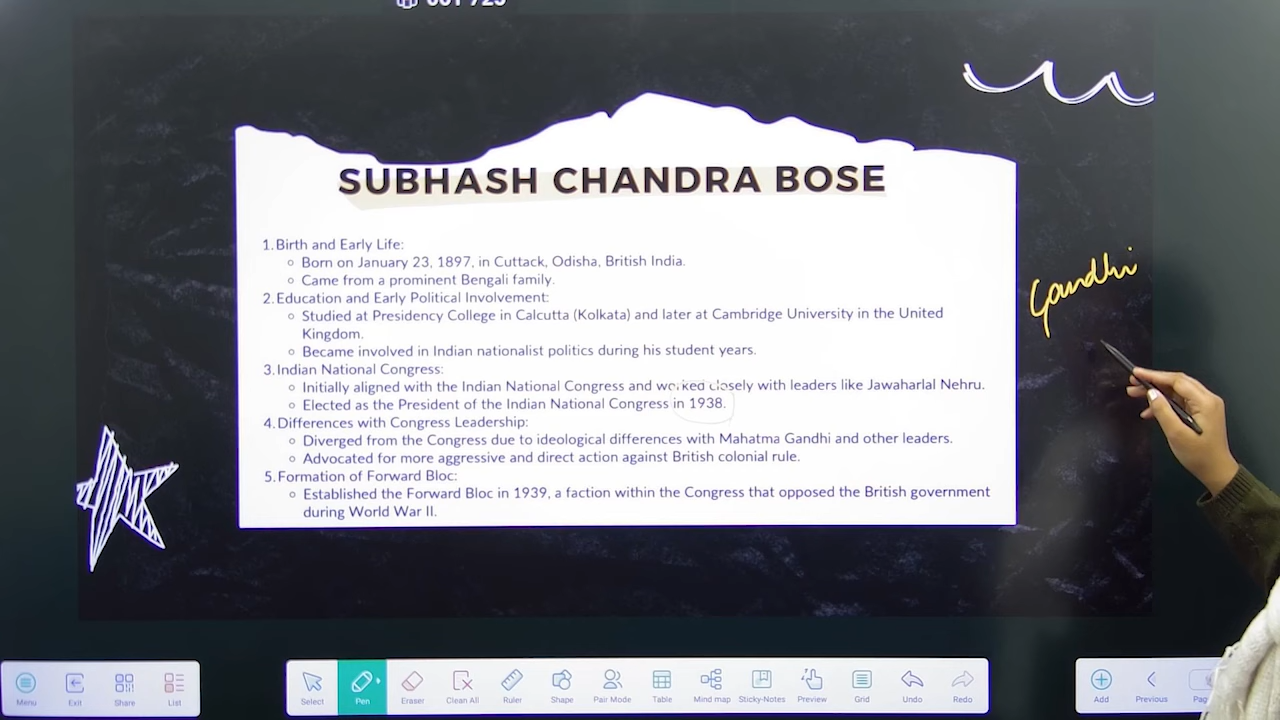 SUBHASH CHANDRA BOSE
1. Birth and Early Life:
Born on January 23, 1897, in Cuttack, Odisha, British India.
Came from a prominent Bengali family.
2. Education and Early Political Involvement:
Studied at Presidency College in Calcutta (Kolkata) and later at Cambridge University in the United
Kingdom.
Became involved in Indian nationalist politics during his student years.
3. Indian National Congress:
Initially aligned with the Indian National Congress and worked closely with leaders like Jawaharlal Nehru.
Elected as the President of the Indian National Congress in 1938.
4. Differences with Congress Leadership:
Diverged from the Congress due to ideological differences with Mahatma Gandhi and other leaders.
Advocated for more aggressive and direct action against British colonial rule.
5. Formation of Forward Bloc:
Established the Forward Bloc in 1939, a faction within the Congress that opposed the British government
during World War II.
Gandhi
Menu Exit Share List Select Pen Eraser Clean All Ruler Shape Pair Mode Table Mind map Sticky-Notes Preview Grid Undo Redo Add Previous